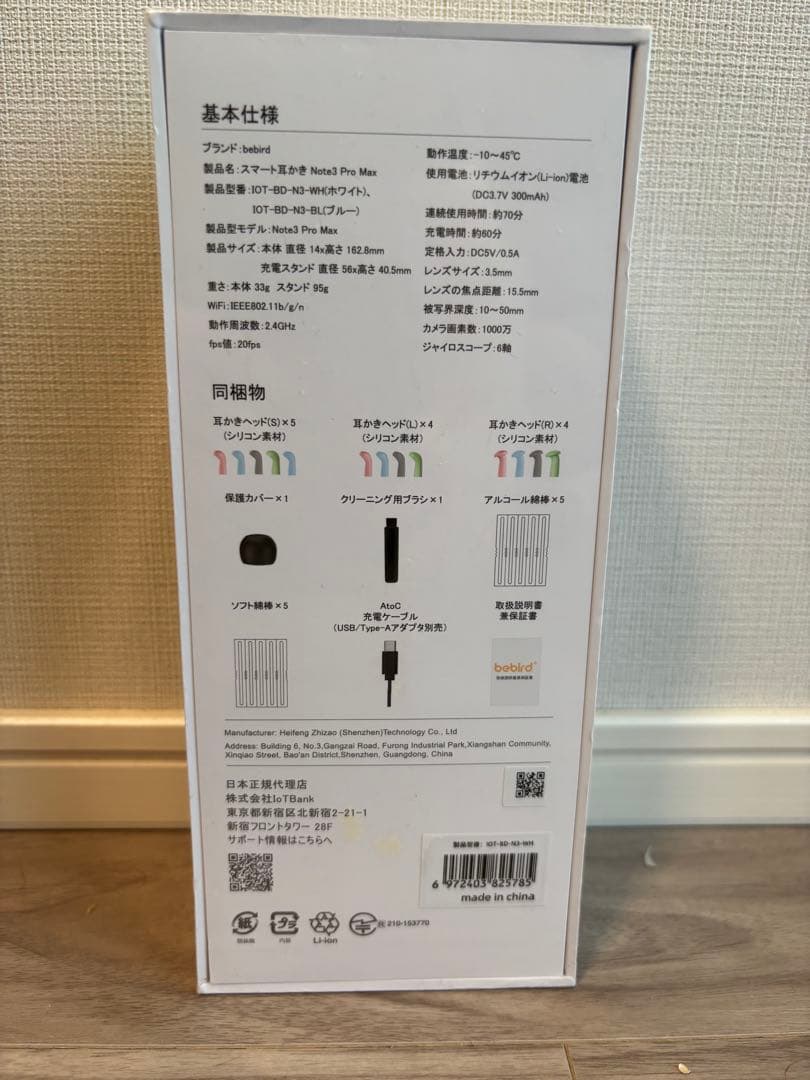 基本仕様
ブランド:bebird
製品名:スマート耳かき Note3 Pro Max
製品型番:IOT-BD-N3-WH(ホワイト)、
IOT-BD-N3-BL(ブルー)
製品型モデル:Note3 Pro Max
製品サイズ:本体 直径 14x高さ 162.8mm
充電スタンド 直径 56x高さ 40.5mm
重さ:本体 33g スタンド 95g
WiFi:IEEE802.11b/g/n
動作周波数:2.4GHz
fps値:20fps
動作温度:-10〜45℃
使用電池:リチウムイオン(Li-ion)電池
(DC3.7V 300mAh)
連続使用時間:約70分
充電時間:約60分
定格入力:DC5V/0.5A
レンズサイズ:3.5mm
レンズの焦点距離:15.5mm
被写界深度:10〜50mm
カメラ画素数:1000万
ジャイロスコープ:6軸
同梱物
耳かきヘッド(S)×5
(シリコン素材)
耳かきヘッド(L)×4
(シリコン素材)
耳かきヘッド(R)×4
(シリコン素材)
保護カバー×1
クリーニング用ブラシ×1
アルコール綿棒×5
ソフト綿棒×5
AtoC
充電ケーブル
(USB/Type-Aアダプタ別売)
取扱説明書
兼保証書
bebird
取扱説明書兼保証書
Manufacturer: Heifeng Zhizao (Shenzhen)Technology Co., Ltd
Address: Building 6, No.3,Gangzai Road, Furong Industrial Park,Xiangshan Community,
Xinqiao Street, Bao'an District,Shenzhen, Guangdong, China
日本正規代理店
株式会社IoTBank
東京都新宿区北新宿2-21-1
新宿フロントタワー 28F
サポート情報はこちらへ
製品型番: IOT-BD-N3-WH
6 972403 825785
made in china
紙
個装箱
プラ
内袋
Li-ion
R 210-153770